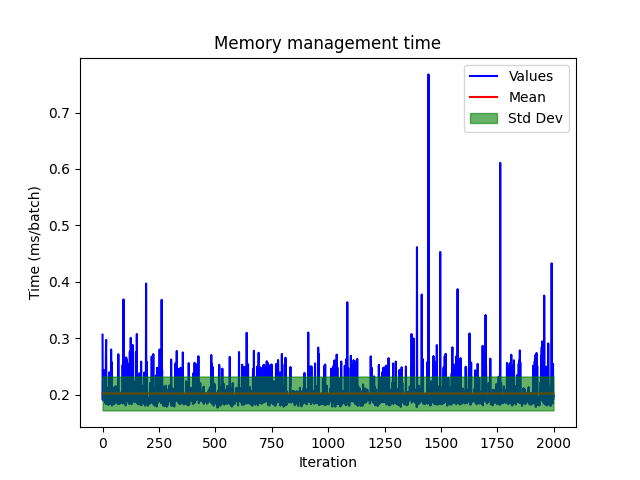 Memory management time
Values
Mean
Std Dev
0.7
0.6
0.5
0.4
0.3
0.2
Time (ms/batch)
0 250 500 750 1000 1250 1500 1750 2000
Iteration